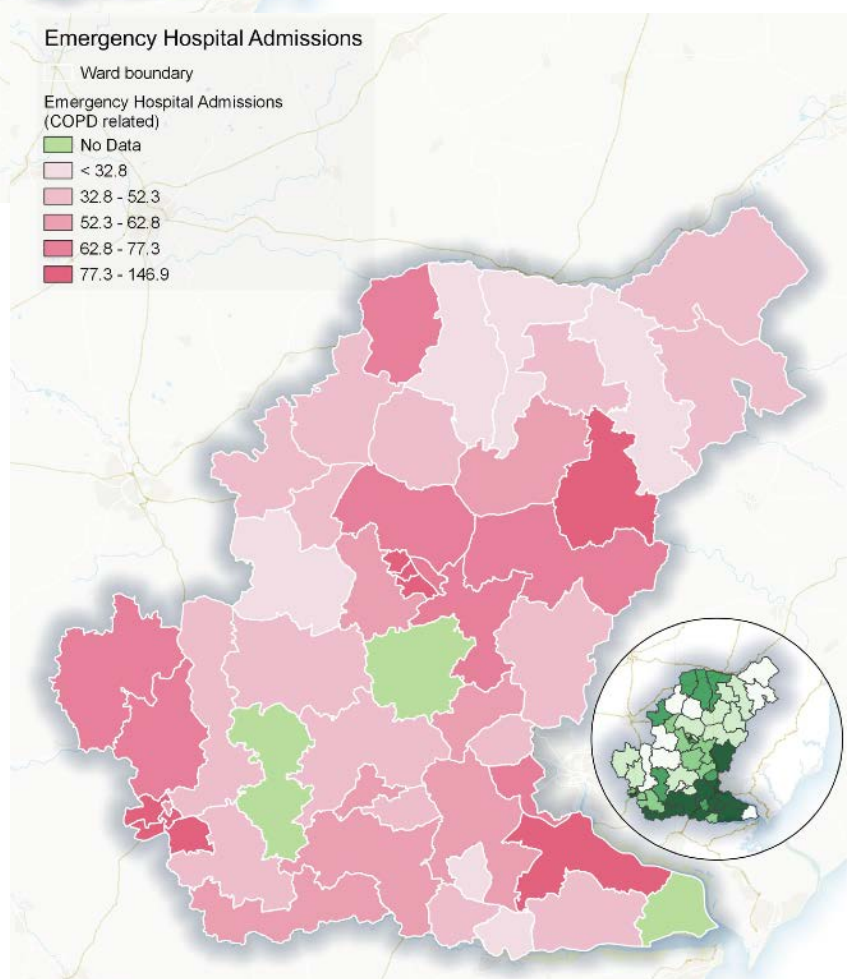 Emergency Hospital Admissions
Ward boundary
Emergency Hospital Admissions
(COPD related)
No Data
< 32.8
32.8 - 52.3
52.3 - 62.8
62.8 - 77.3
77.3 - 146.9